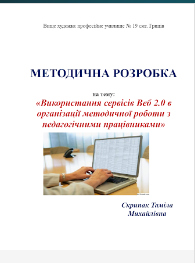 Вище художнє професійне училище № 19 смт. Гриців
МЕТОДИЧНА РОЗРОБКА
на тему:
«Використання сервісів Веб 2.0 в
організації методичної роботи з
педагогічними працівниками»
Скрипак Таміла
Михайлівна